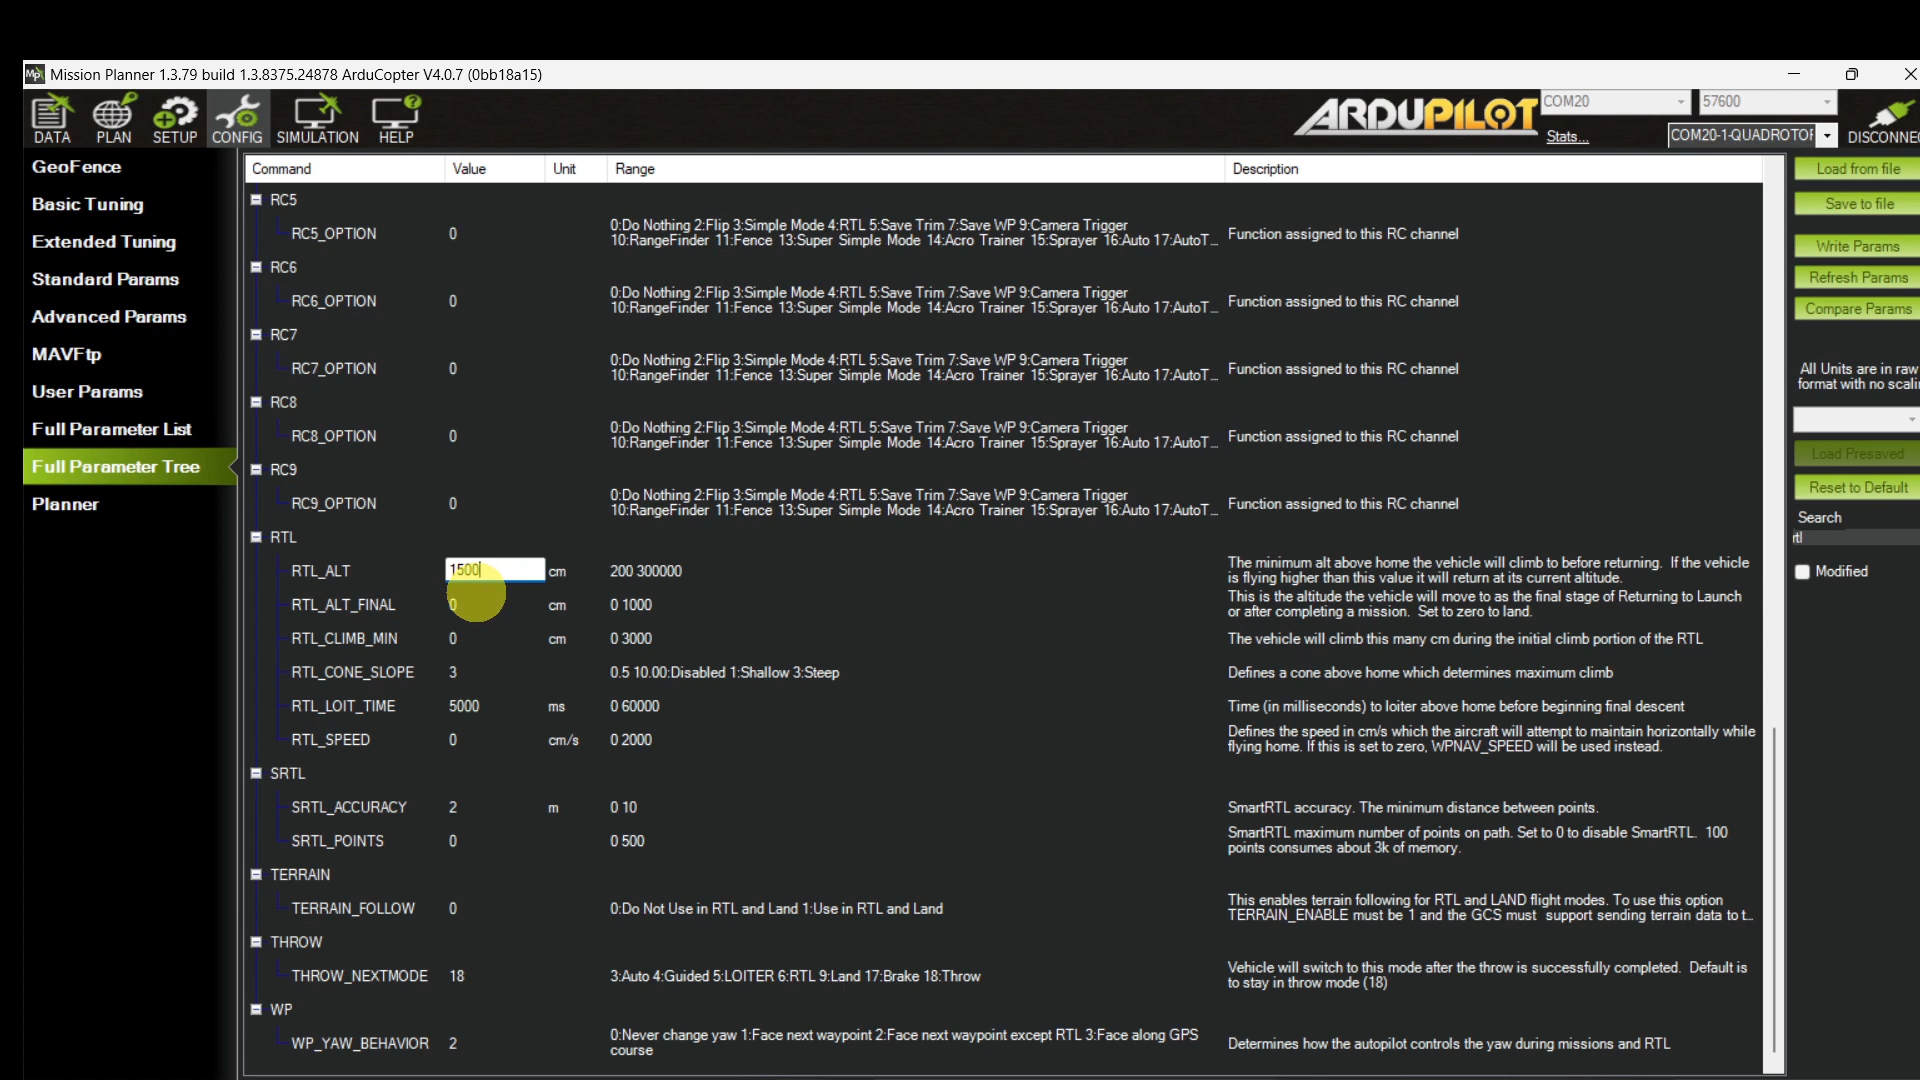 Mission Planner 1.3.79 build 1.3.8375.24878 ArduCopter V4.0.7 (0bb18a15)
DATA PLAN SETUP CONFIG SIMULATION HELP
ARDUPILOT
COM20 57600
Stats... COM20-1-QUADROTOR
GeoFence
Basic Tuning
Extended Tuning
Standard Params
Advanced Params
MAVFtp
User Params
Full Parameter List
Full Parameter Tree
Planner
Command Value Unit Range Description
RC5
RC5_OPTION 0 0:Do Nothing 2:Flip 3:Simple Mode 4:RTL 5:Save Trim 7:Save WP 9:Camera Trigger
10:RangeFinder 11:Fence 13:Super Simple Mode 14:Acro Trainer 15:Sprayer 16:Auto 17:AutoT... Function assigned to this RC channel
RC6
RC6_OPTION 0 0:Do Nothing 2:Flip 3:Simple Mode 4:RTL 5:Save Trim 7:Save WP 9:Camera Trigger
10:RangeFinder 11:Fence 13:Super Simple Mode 14:Acro Trainer 15:Sprayer 16:Auto 17:AutoT... Function assigned to this RC channel
RC7
RC7_OPTION 0 0:Do Nothing 2:Flip 3:Simple Mode 4:RTL 5:Save Trim 7:Save WP 9:Camera Trigger
10:RangeFinder 11:Fence 13:Super Simple Mode 14:Acro Trainer 15:Sprayer 16:Auto 17:AutoT... Function assigned to this RC channel
RC8
RC8_OPTION 0 0:Do Nothing 2:Flip 3:Simple Mode 4:RTL 5:Save Trim 7:Save WP 9:Camera Trigger
10:RangeFinder 11:Fence 13:Super Simple Mode 14:Acro Trainer 15:Sprayer 16:Auto 17:AutoT... Function assigned to this RC channel
RC9
RC9_OPTION 0 0:Do Nothing 2:Flip 3:Simple Mode 4:RTL 5:Save Trim 7:Save WP 9:Camera Trigger
10:RangeFinder 11:Fence 13:Super Simple Mode 14:Acro Trainer 15:Sprayer 16:Auto 17:AutoT... Function assigned to this RC channel
RTL
RTL_ALT 1500 cm 200 300000 The minimum alt above home the vehicle will climb to before returning. If the vehicle
is flying higher than this value it will return at its current altitude.
RTL_ALT_FINAL 0 cm 0 1000 This is the altitude the vehicle will move to as the final stage of Returning to Launch
or after completing a mission. Set to zero to land.
RTL_CLIMB_MIN 0 cm 0 3000 The vehicle will climb this many cm during the initial climb portion of the RTL
RTL_CONE_SLOPE 3 0.5 10.00:Disabled 1:Shallow 3:Steep Defines a cone above home which determines maximum climb
RTL_LOIT_TIME 5000 ms 0 60000 Time (in milliseconds) to loiter above home before beginning final descent
RTL_SPEED 0 cm/s 0 2000 Defines the speed in cm/s which the aircraft will attempt to maintain horizontally while
flying home. If this is set to zero, WPNAV_SPEED will be used instead.
SRTL
SRTL_ACCURACY 2 m 0 10 SmartRTL accuracy. The minimum distance between points.
SRTL_POINTS 0 0 500 SmartRTL maximum number of points on path. Set to 0 to disable SmartRTL. 100
points consumes about 3k of memory.
TERRAIN
TERRAIN_FOLLOW 0 0:Do Not Use in RTL and Land 1:Use in RTL and Land This enables terrain following for RTL and LAND flight modes. To use this option
TERRAIN_ENABLE must be 1 and the GCS must support sending terrain data to t...
THROW
THROW_NEXTMODE 18 3:Auto 4:Guided 5:LOITER 6:RTL 9:Land 17:Brake 18:Throw Vehicle will switch to this mode after the throw is successfully completed. Default is
to stay in throw mode (18)
WP
WP_YAW_BEHAVIOR 2 0:Never change yaw 1:Face next waypoint 2:Face next waypoint except RTL 3:Face along GPS
course Determines how the autopilot controls the yaw during missions and RTL
DISCONNEC
Load from file
Save to file
Write Params
Refresh Params
Compare Params
All Units are in raw
format with no scali
Load Presaved
Reset to Default
Search
rtl
Modified